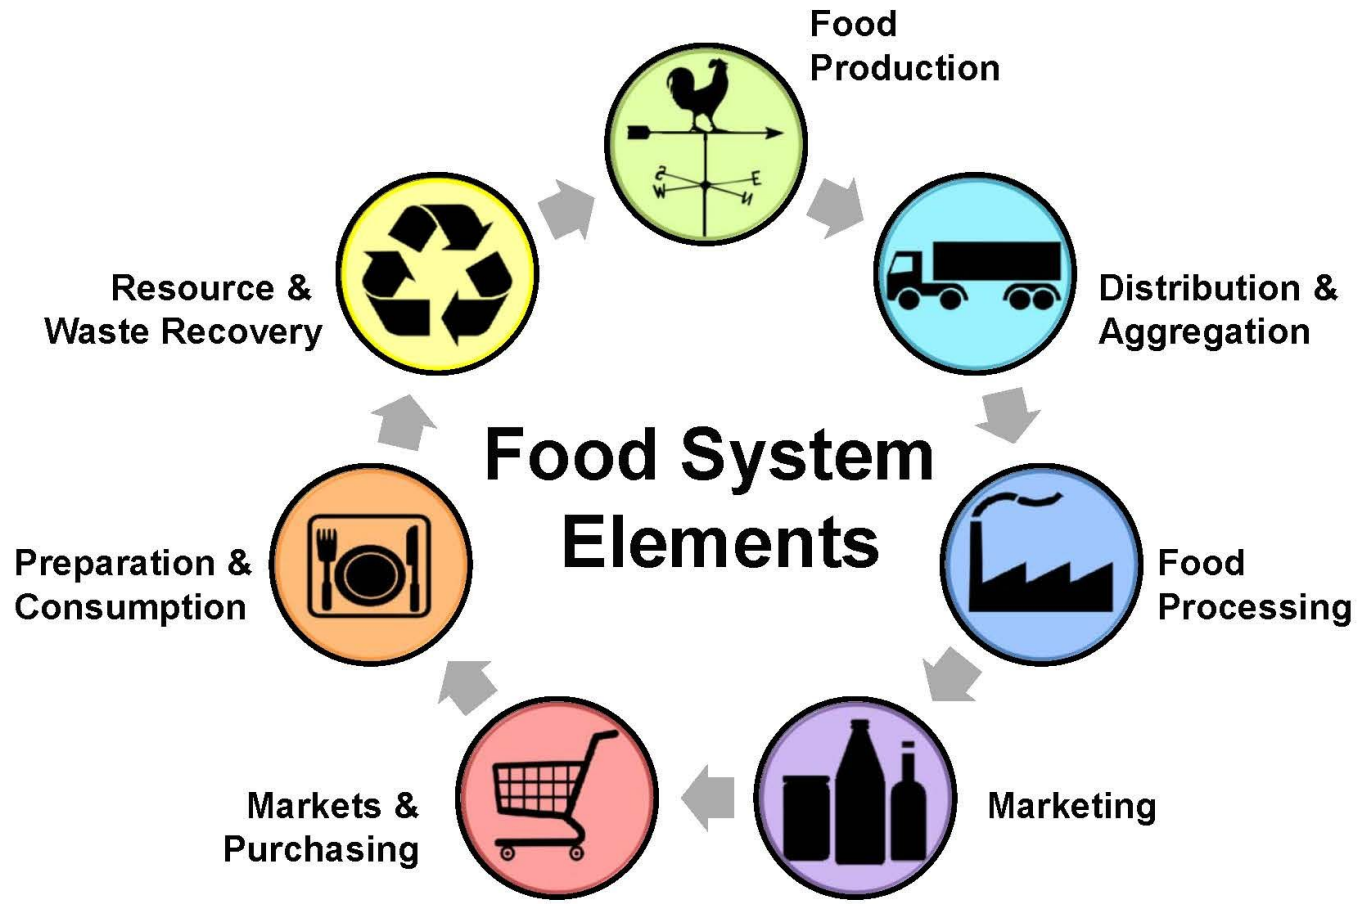 Food
Production
S
E
W
N
Resource &
Waste Recovery
Distribution &
Aggregation
Food System
Elements
Preparation &
Consumption
Food
Processing
Markets &
Purchasing
Marketing